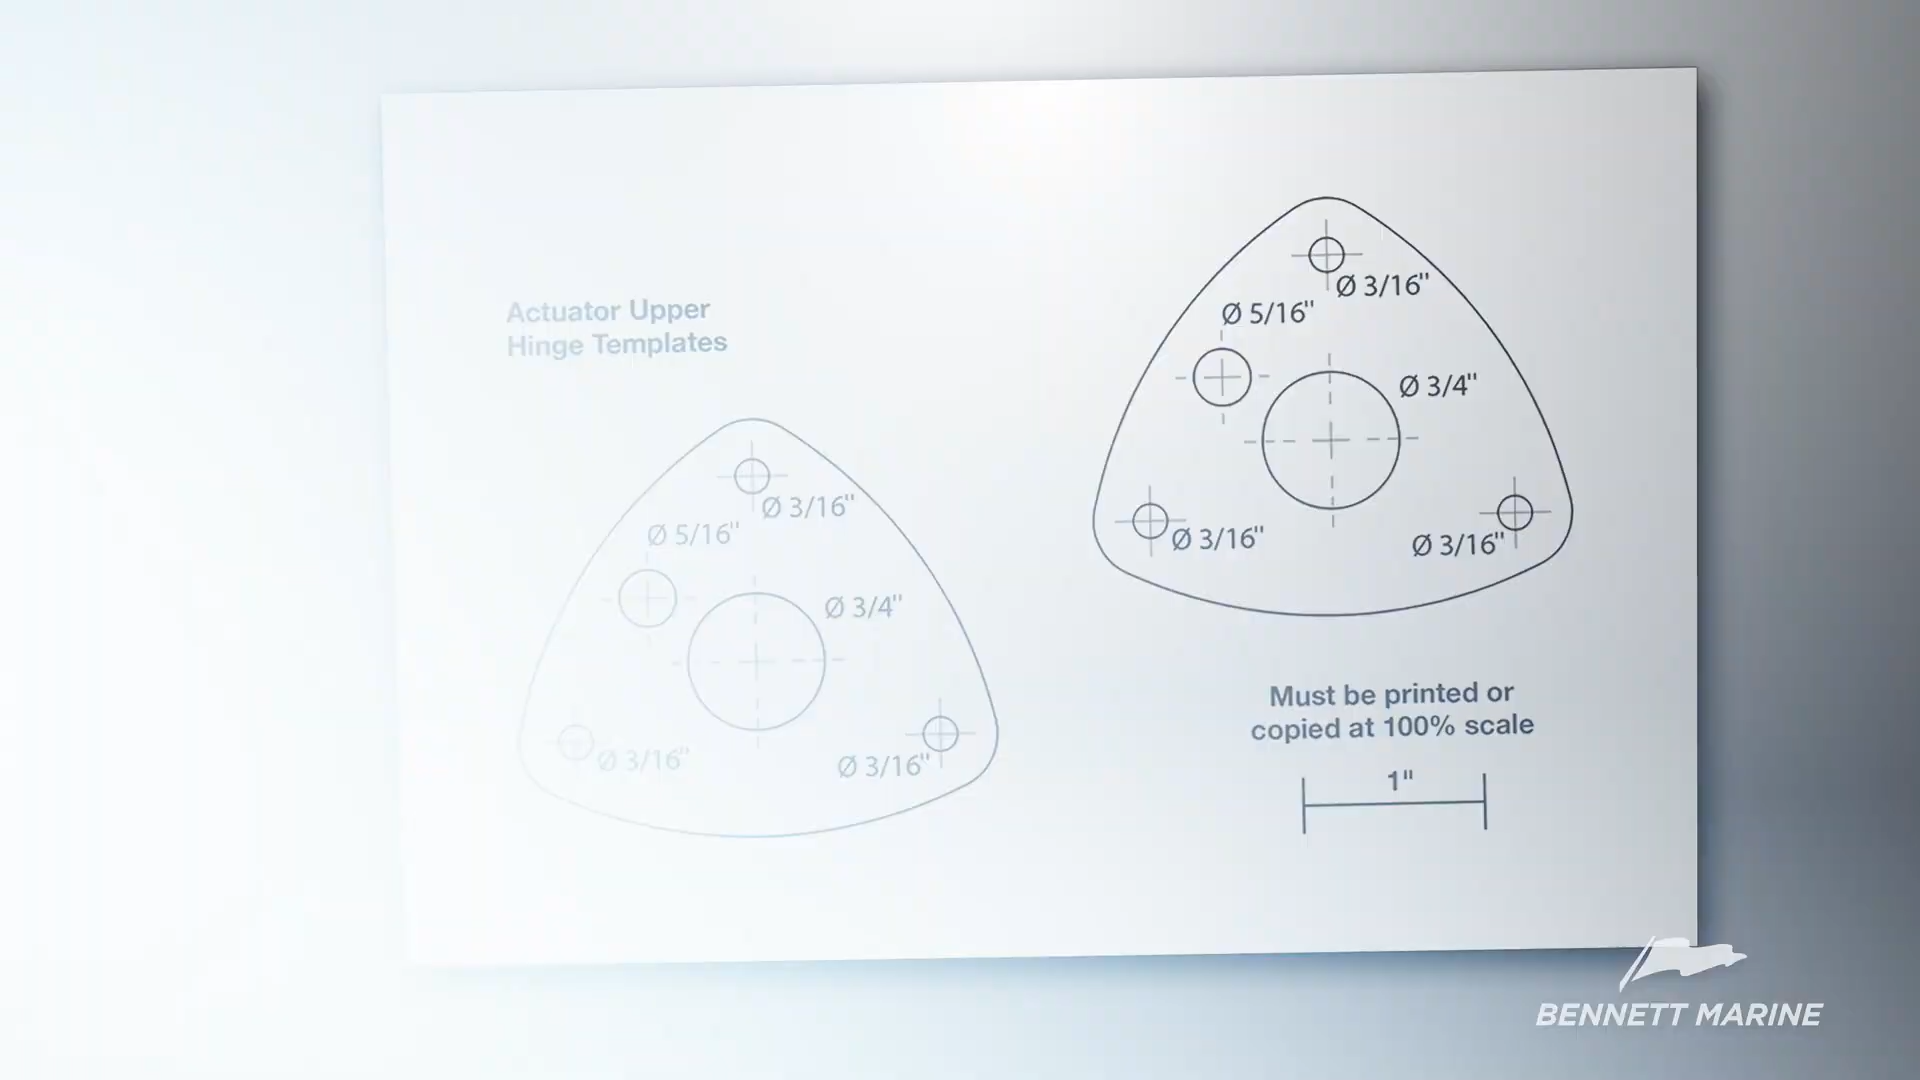 Actuator Upper
Hinge Templates
Ø 3/16"
Ø 5/16"
Ø 3/4"
Ø 3/16"
Ø 3/16"
Ø 3/16"
Ø 5/16"
Ø 3/4"
Ø 3/16"
Ø 3/16"
Must be printed or
copied at 100% scale
1"
BENNETT MARINE